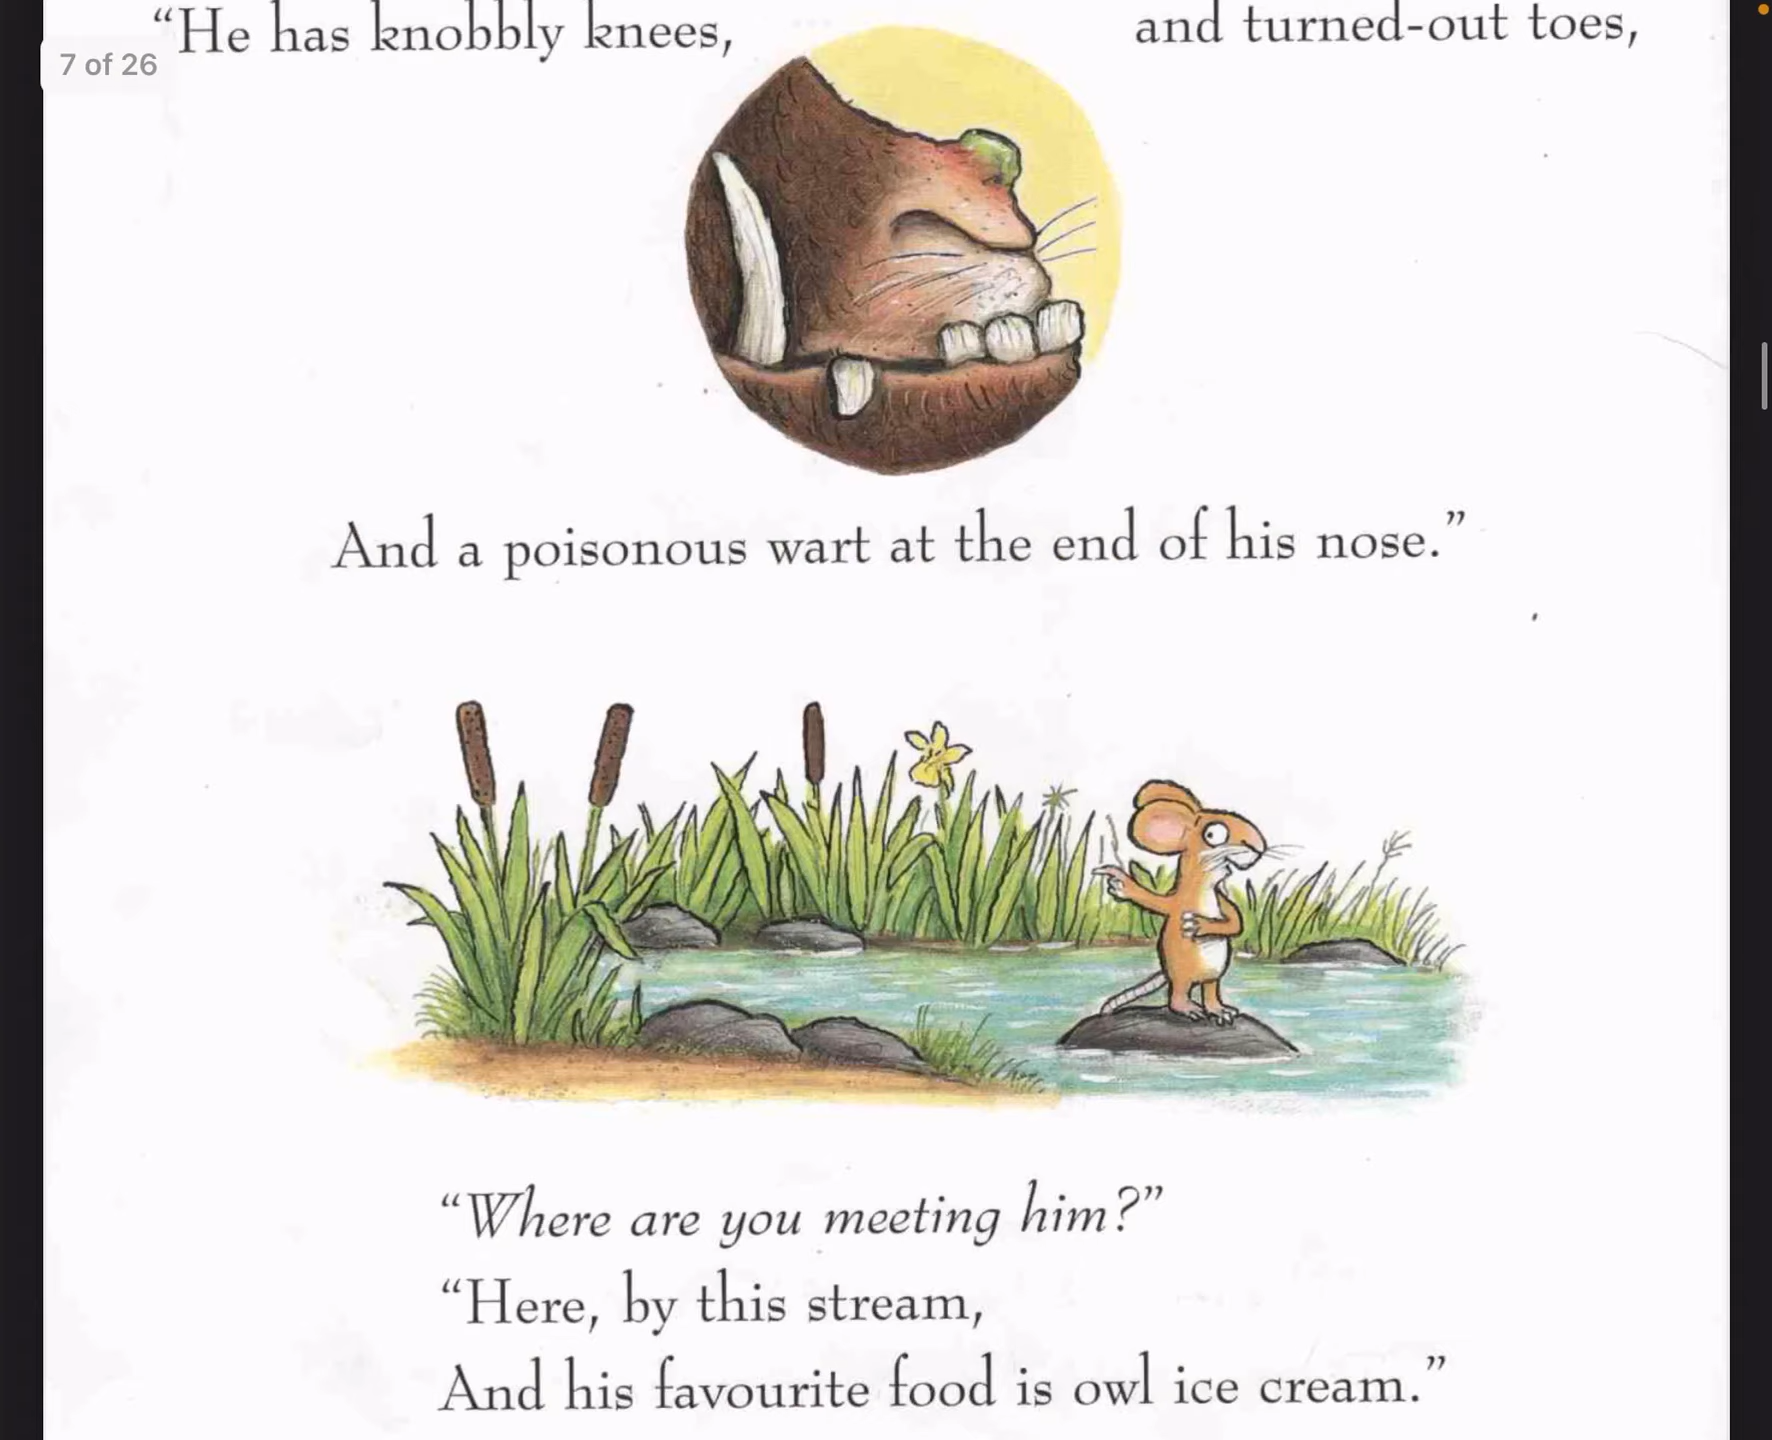 “He has knobbly knees,
and turned-out toes,
7 of 26
And a poisonous wart at the end of his nose.”
“Where are you meeting him?”
“Here, by this stream,
And his favourite food is owl ice cream.”